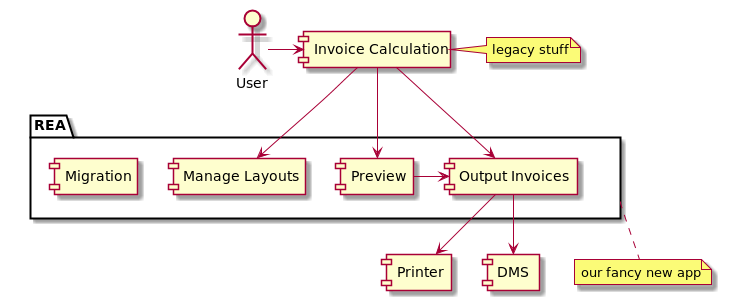 User
Invoice Calculation
legacy stuff
REA
Migration
Manage Layouts
Preview
Output Invoices
Printer
DMS
our fancy new app